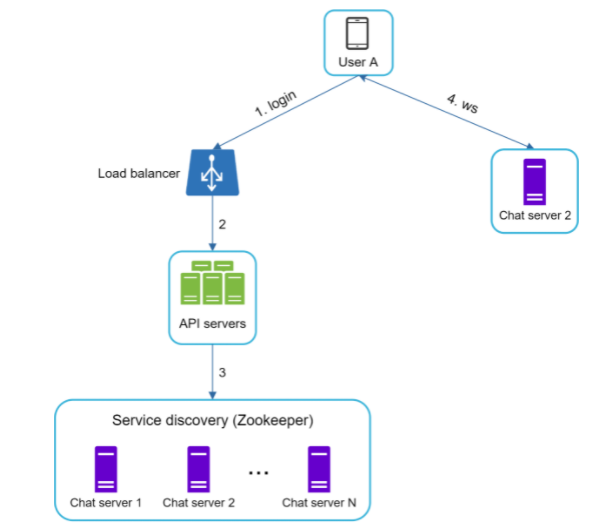 User A
1. login
4. ws
Load balancer
Chat server 2
2
API servers
3
Service discovery (Zookeeper)
...
Chat server 1
Chat server 2
Chat server N